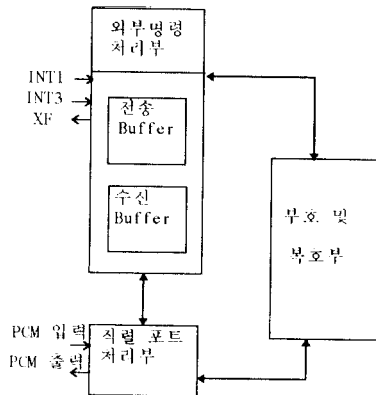 외부명령
처리부
INT1
INT3
XF
전송
Buffer
수신
Buffer
부호 및
복호부
PCM 입력
PCM 출력
직렬 포트
처리부